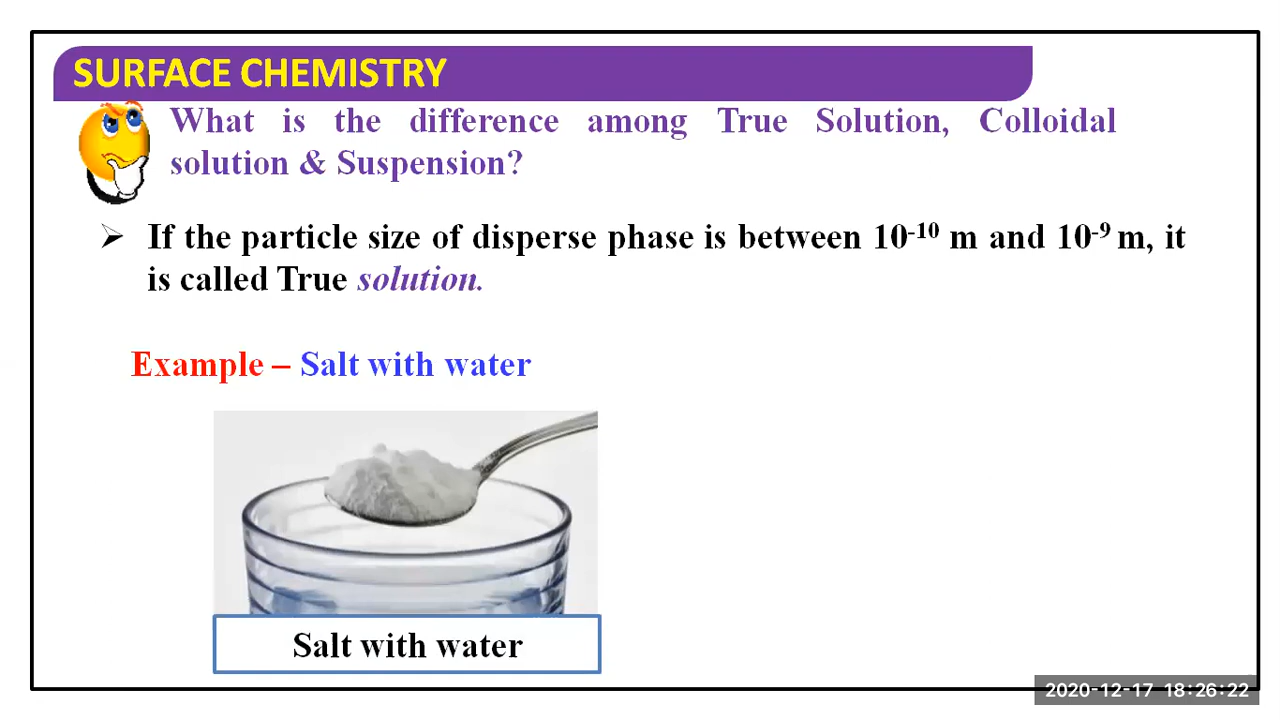 SURFACE CHEMISTRY
What is the difference among True Solution, Colloidal
solution & Suspension?
➢ If the particle size of disperse phase is between 10⁻¹⁰ m and 10⁻⁹ m, it
is called True solution.
Example – Salt with water
Salt with water
2020-12-17 18:26:22